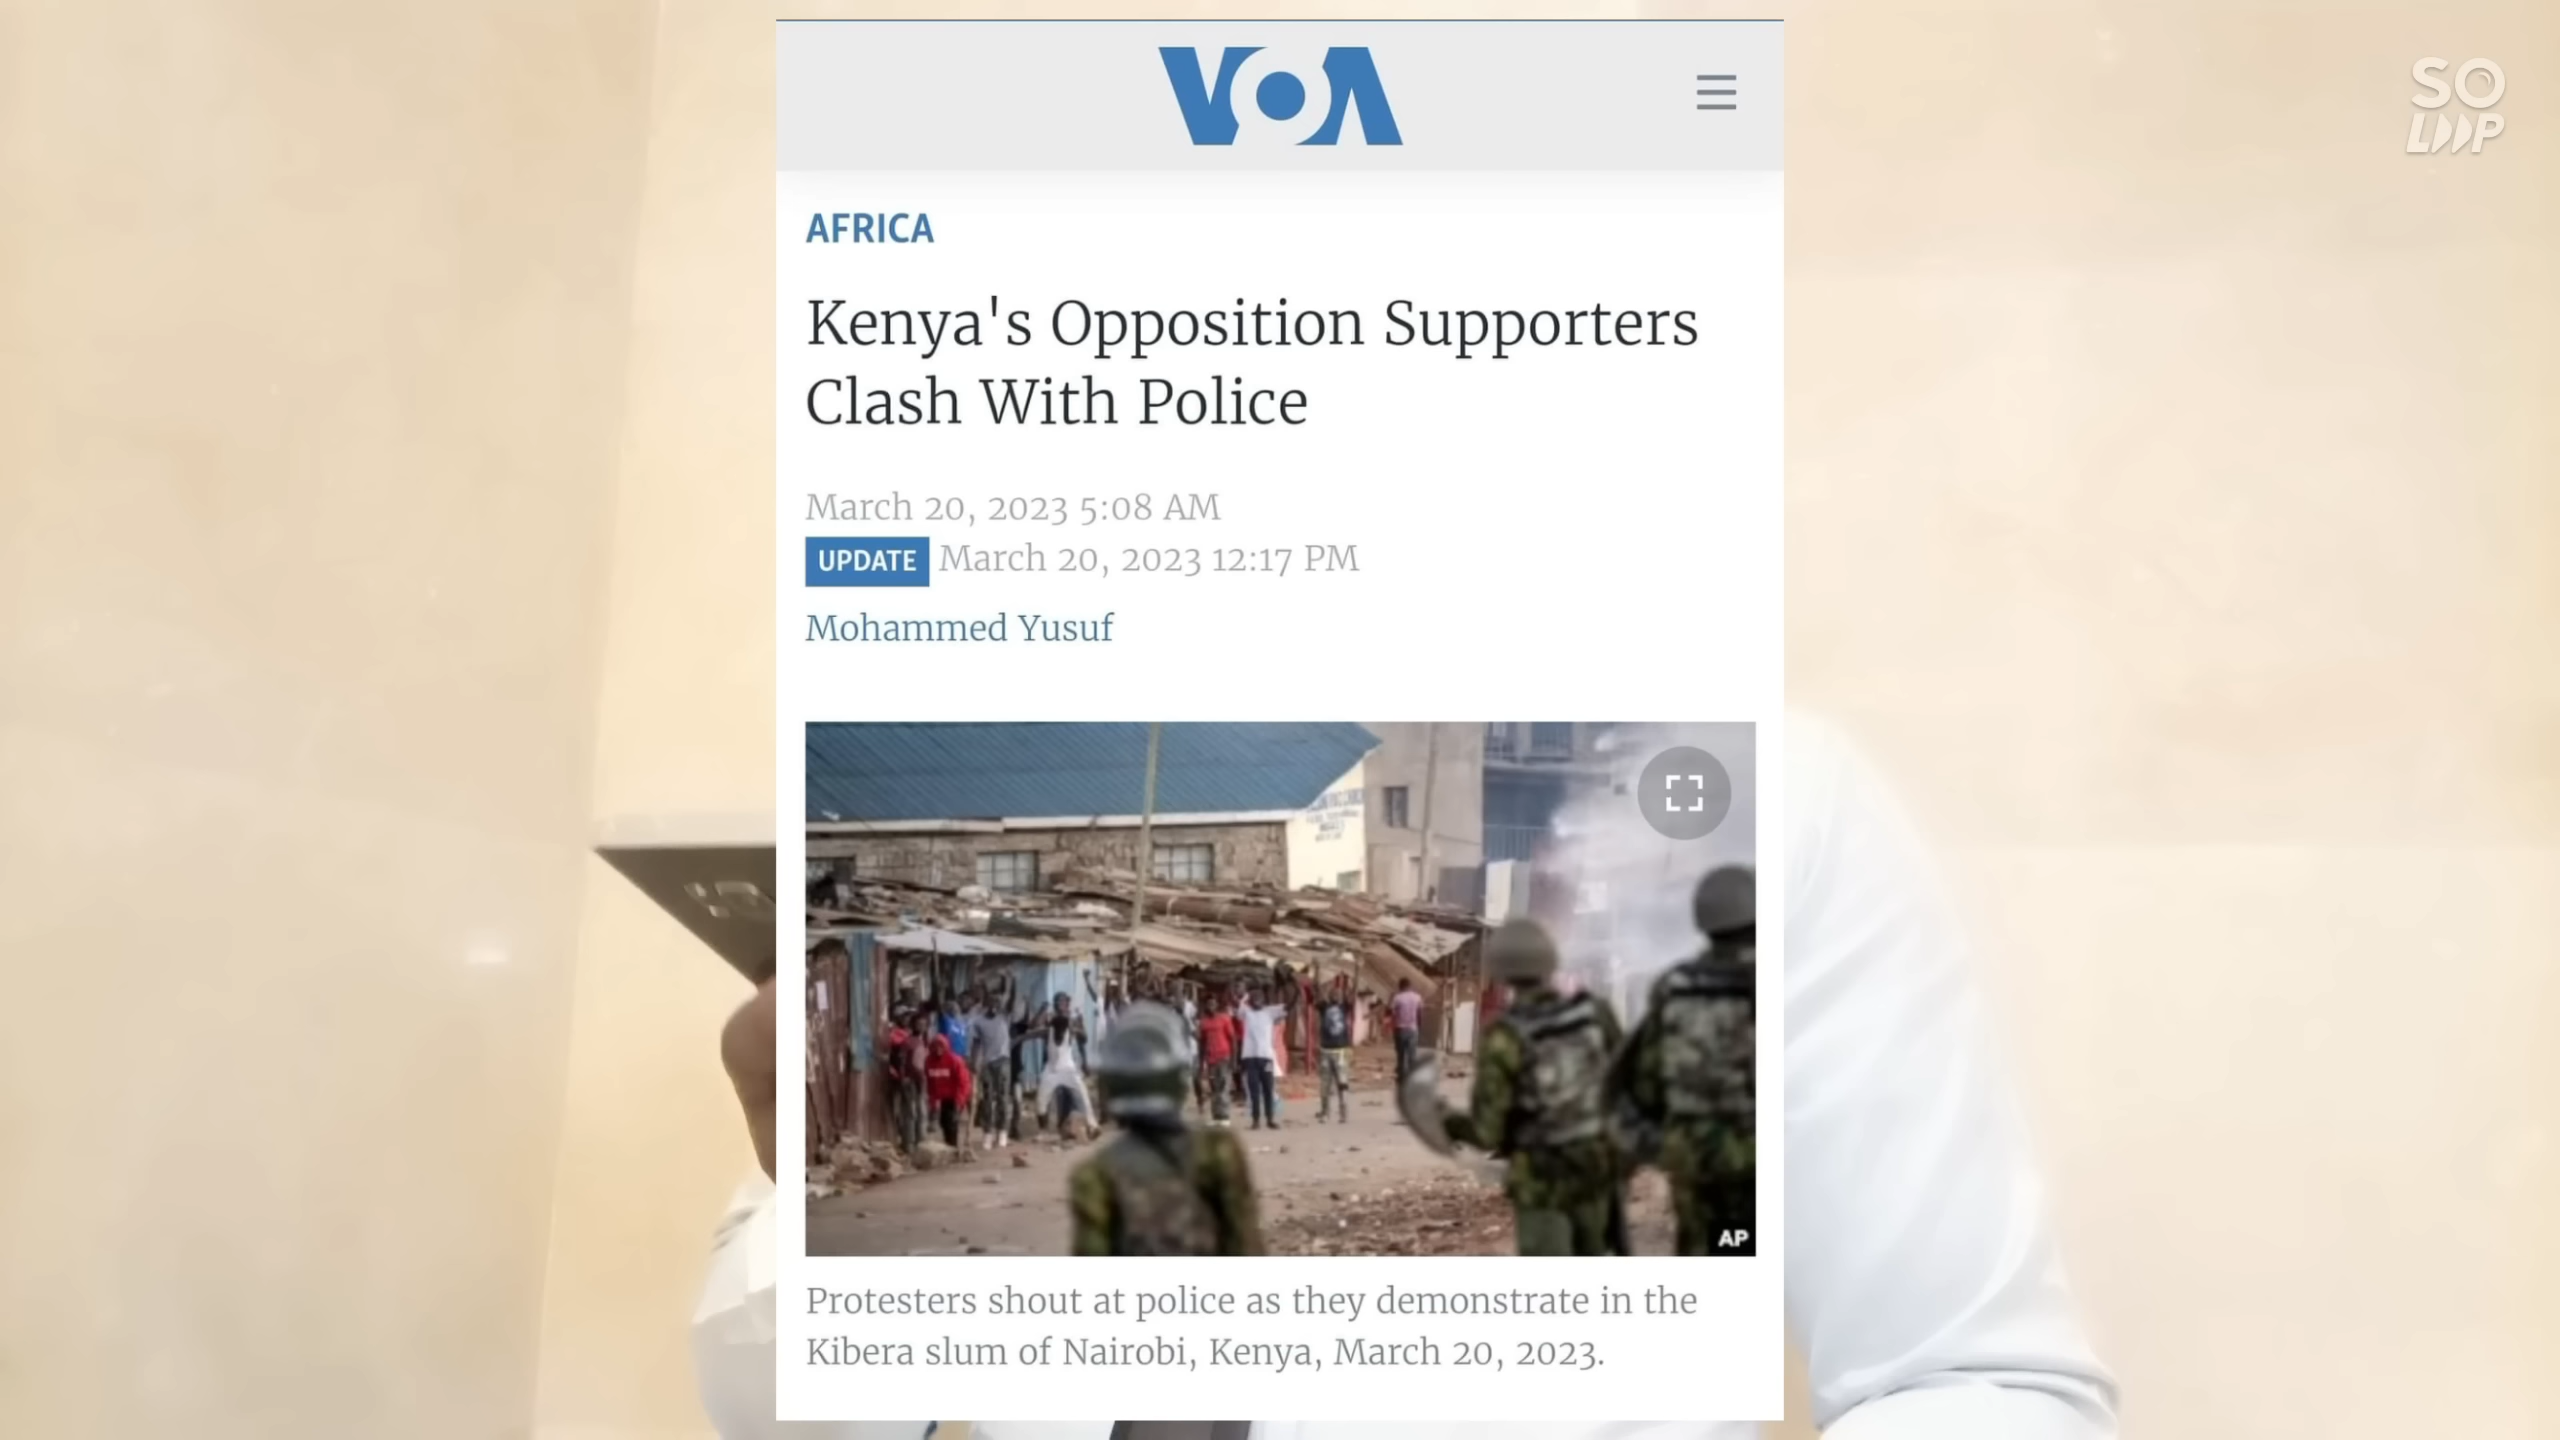 VOA
SO
LOOP
AFRICA
Kenya's Opposition Supporters
Clash With Police
March 20, 2023 5:08 AM
UPDATE March 20, 2023 12:17 PM
Mohammed Yusuf
AP
Protesters shout at police as they demonstrate in the
Kibera slum of Nairobi, Kenya, March 20, 2023.